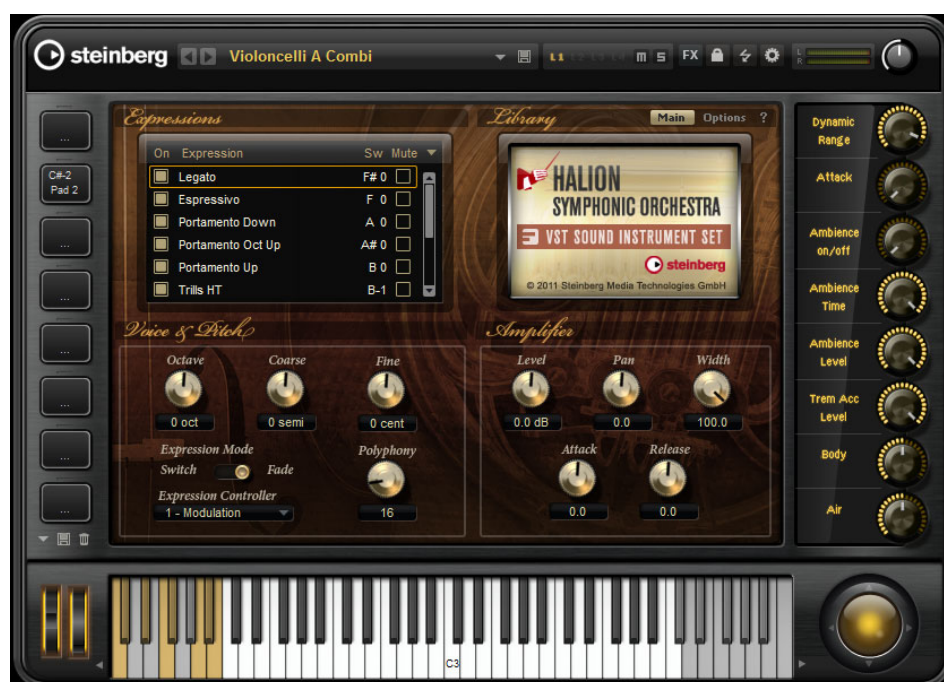 steinberg
Violoncelli A Combi
L1 L2 L3 L4 M S FX
L
R
...
C#-2
Pad 2
...
...
...
...
...
...
Expressions
On Expression Sw Mute
Legato F# 0
Espressivo F 0
Portamento Down A 0
Portamento Oct Up A# 0
Portamento Up B 0
Trills HT B-1
Library
Main Options ?
HALION
SYMPHONIC ORCHESTRA
VST SOUND INSTRUMENT SET
steinberg
© 2011 Steinberg Media Technologies GmbH
Voice & Pitch
Octave Coarse Fine
0 oct 0 semi 0 cent
Expression Mode
Switch Fade
Expression Controller
1 - Modulation
Polyphony
16
Amplifier
Level Pan Width
0.0 dB 0.0 100.0
Attack Release
0.0 0.0
Dynamic
Range
Attack
Ambience
on/off
Ambience
Time
Ambience
Level
Trem Acc
Level
Body
Air
C3